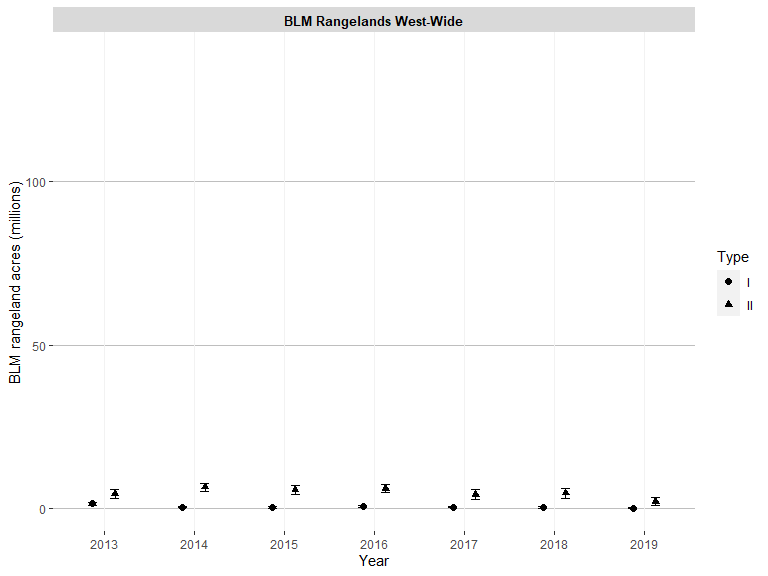 BLM Rangelands West-Wide
BLM rangeland acres (millions)
100
50
0
2013 2014 2015 2016 2017 2018 2019
Year
Type
I
II